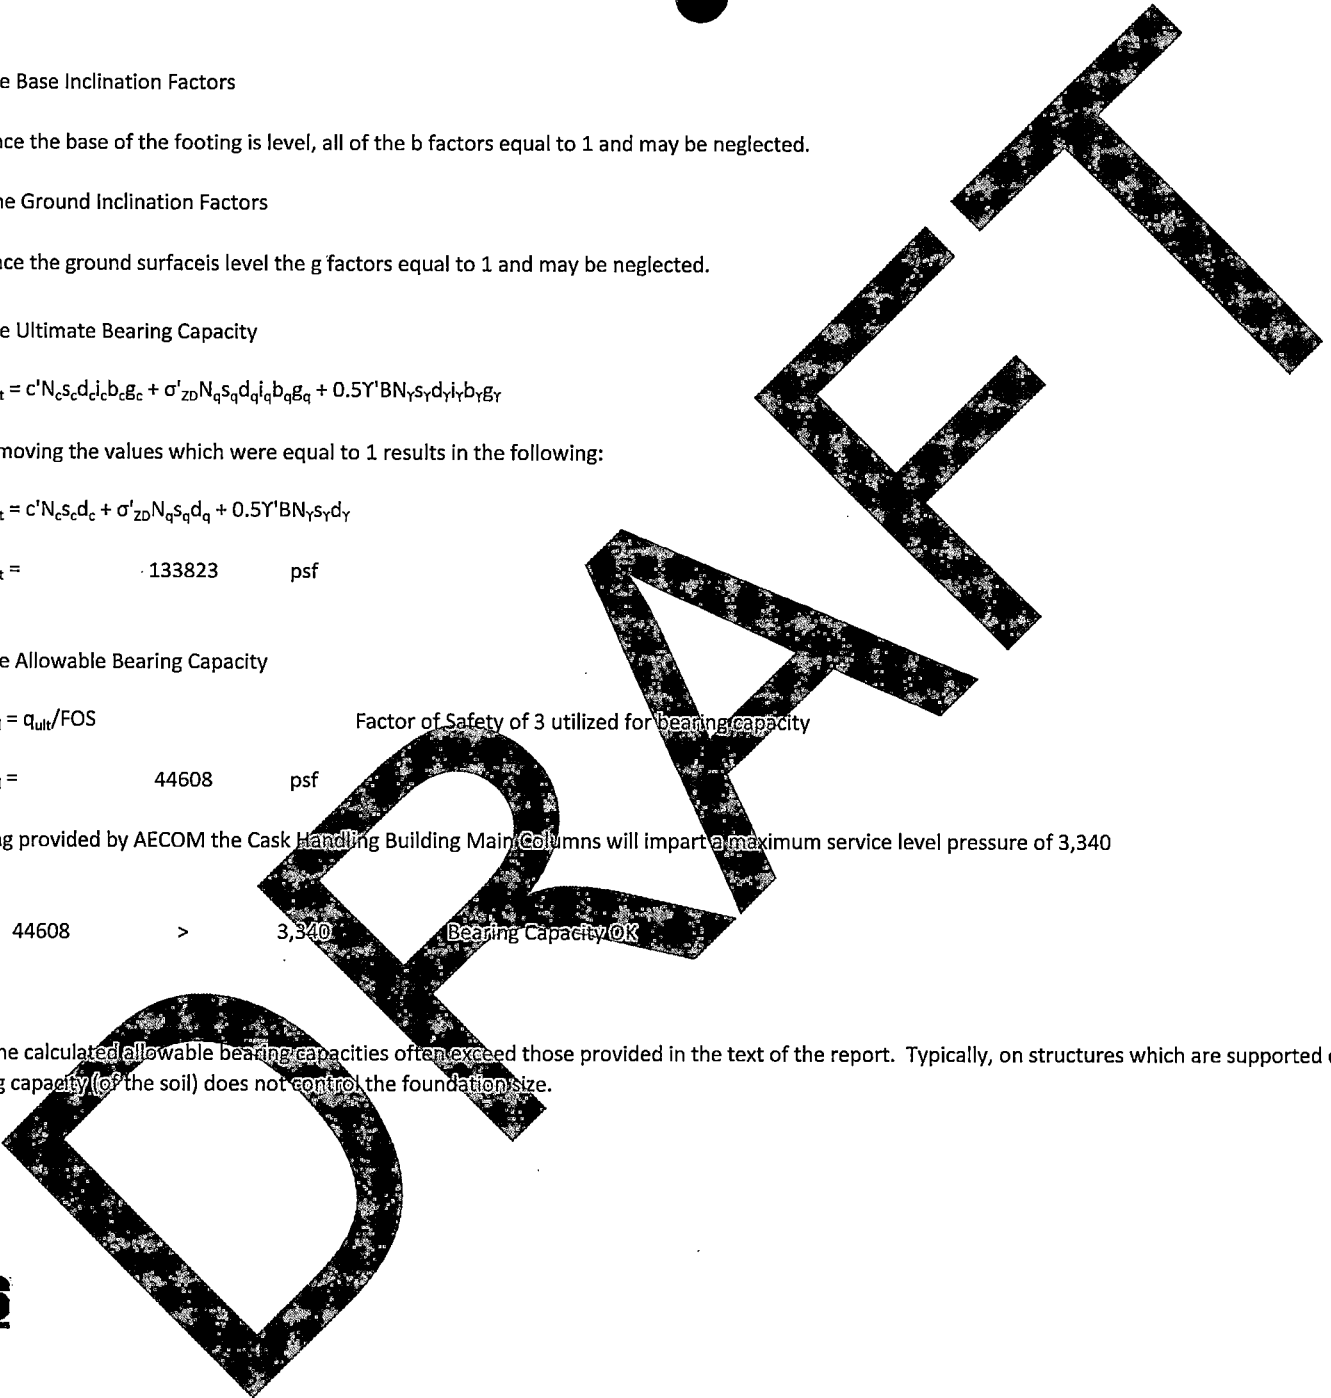 e Base Inclination Factors
nce the base of the footing is level, all of the b factors equal to 1 and may be neglected.
he Ground Inclination Factors
nce the ground surfaceis level the g factors equal to 1 and may be neglected.
e Ultimate Bearing Capacity
t = c'Ncscdcicbcgc + σ'ZDNqsqdqiqbqgq + 0.5ϒ'BNϒsϒdϒiϒbϒgϒ
moving the values which were equal to 1 results in the following:
t = c'Ncscdc + σ'ZDNqsqdq + 0.5ϒ'BNϒsϒdϒ
t = 133823 psf
e Allowable Bearing Capacity
= qult/FOS Factor of Safety of 3 utilized for bearing capacity
= 44608 psf
g provided by AECOM the Cask Handling Building Main Columns will impart a maximum service level pressure of 3,340
44608 > 3,340 Bearing Capacity OK
he calculated allowable bearing capacities often exceed those provided in the text of the report. Typically, on structures which are supported
g capacity (of the soil) does not control the foundation size.
DRAFT